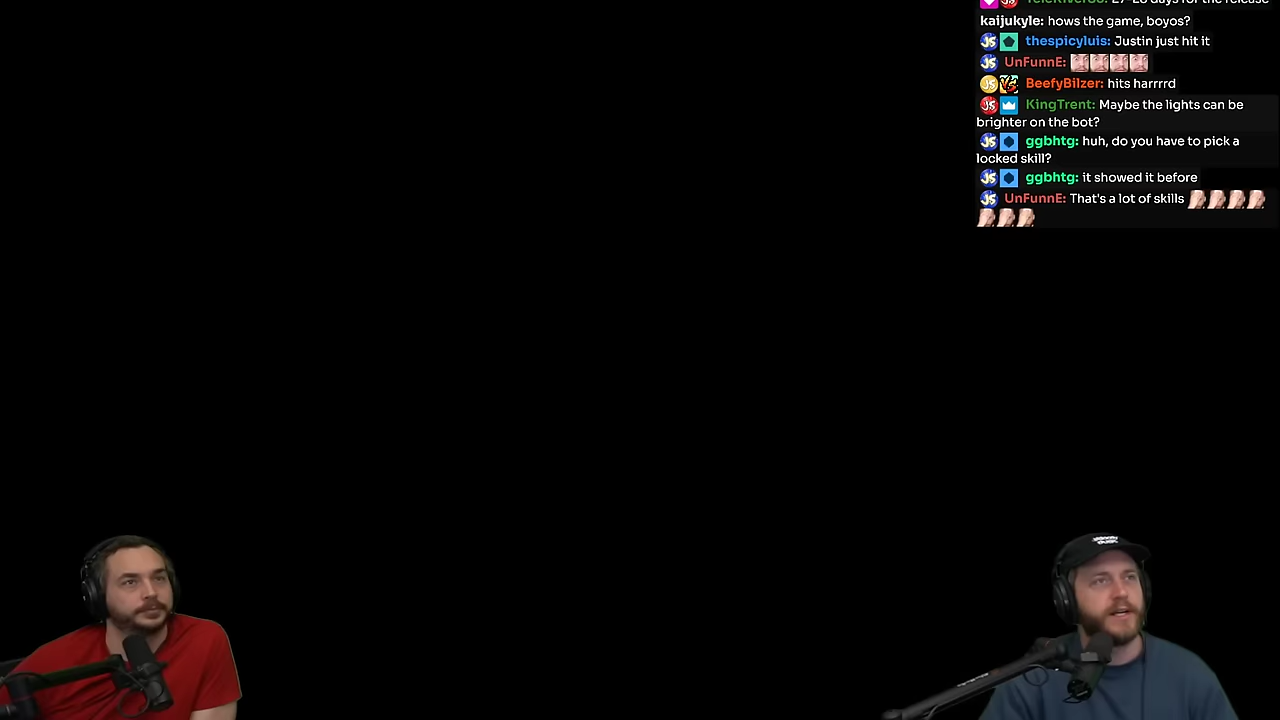 kaijukyle: hows the game, boyos?
thespicyluis: Justin just hit it
UnFunnE:
BeefyBilzer: hits harrrrd
KingTrent: Maybe the lights can be
brighter on the bot?
ggbhtg: huh, do you have to pick a
locked skill?
ggbhtg: it showed it before
UnFunnE: That's a lot of skills